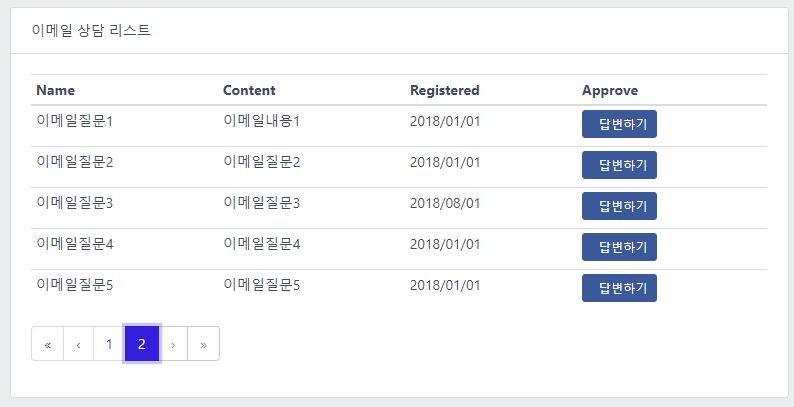 이메일 상담 리스트
Name Content Registered Approve
이메일질문1 이메일내용1 2018/01/01 답변하기
이메일질문2 이메일질문2 2018/01/01 답변하기
이메일질문3 이메일질문3 2018/08/01 답변하기
이메일질문4 이메일질문4 2018/01/01 답변하기
이메일질문5 이메일질문5 2018/01/01 답변하기
« ‹ 1 2 › »